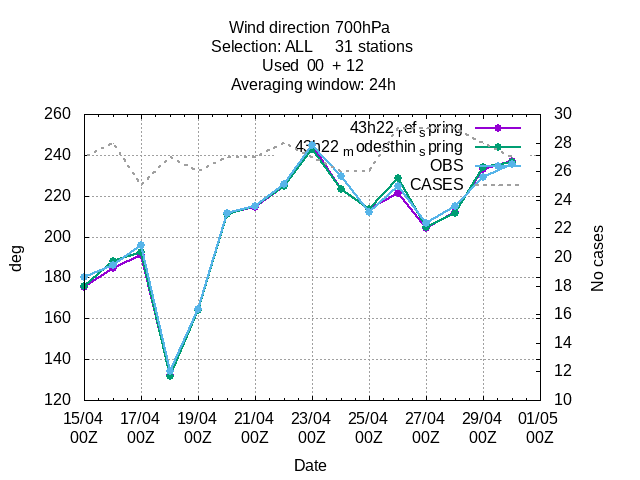 Wind direction 700hPa
Selection: ALL 31 stations
Used 00 + 12
Averaging window: 24h
43h22_ref_spring
43h22_modesthin_spring
OBS
CASES
deg
260
240
220
200
180
160
140
120
30
28
26
24
22
20
18
16
14
12
10
No cases
15/04 17/04 19/04 21/04 23/04 25/04 27/04 29/04 01/05
00Z 00Z 00Z 00Z 00Z 00Z 00Z 00Z 00Z
Date